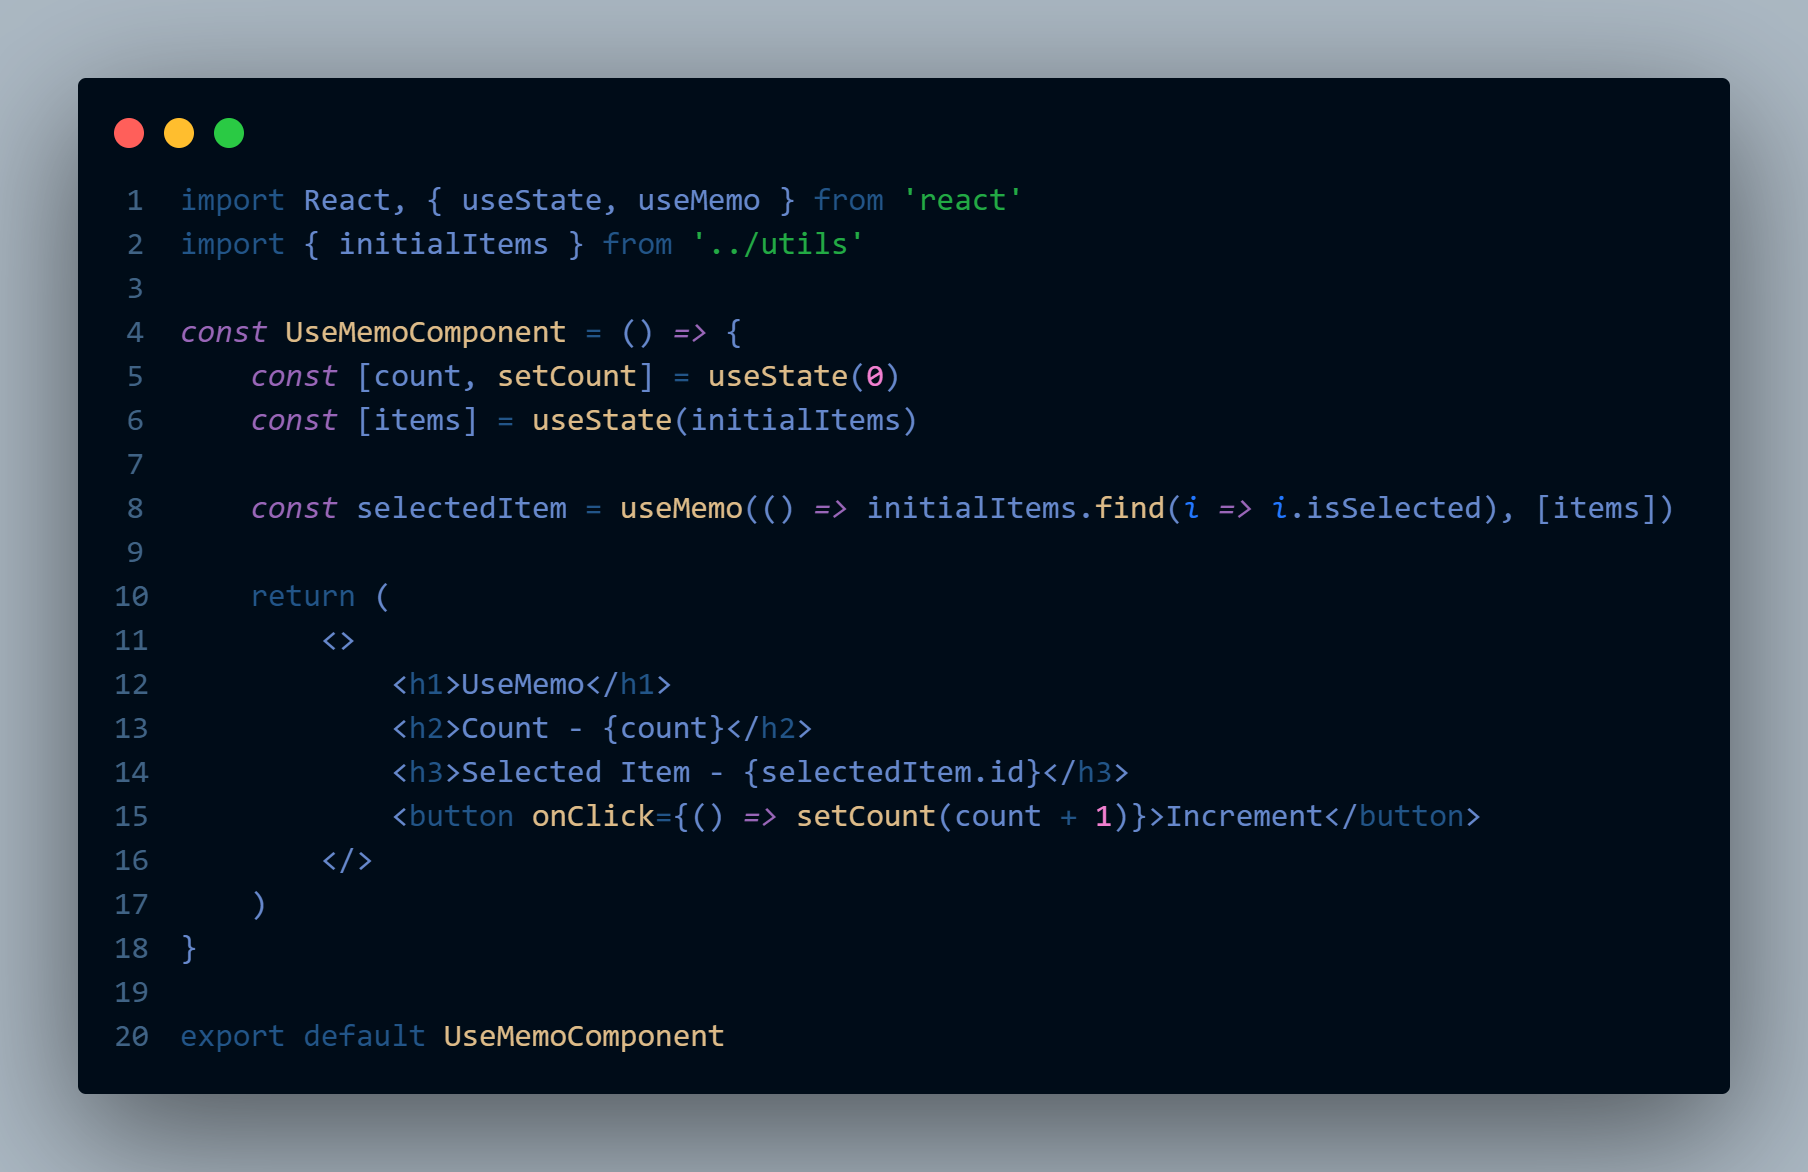 1 import React, { useState, useMemo } from 'react'
2 import { initialItems } from '../utils'
3
4 const UseMemoComponent = () => {
5     const [count, setCount] = useState(0)
6     const [items] = useState(initialItems)
7
8     const selectedItem = useMemo(() => initialItems.find(i => i.isSelected), [items])
9
10     return (
11         <>
12             <h1>UseMemo</h1>
13             <h2>Count - {count}</h2>
14             <h3>Selected Item - {selectedItem.id}</h3>
15             <button onClick={() => setCount(count + 1)}>Increment</button>
16         </>
17     )
18 }
19
20 export default UseMemoComponent